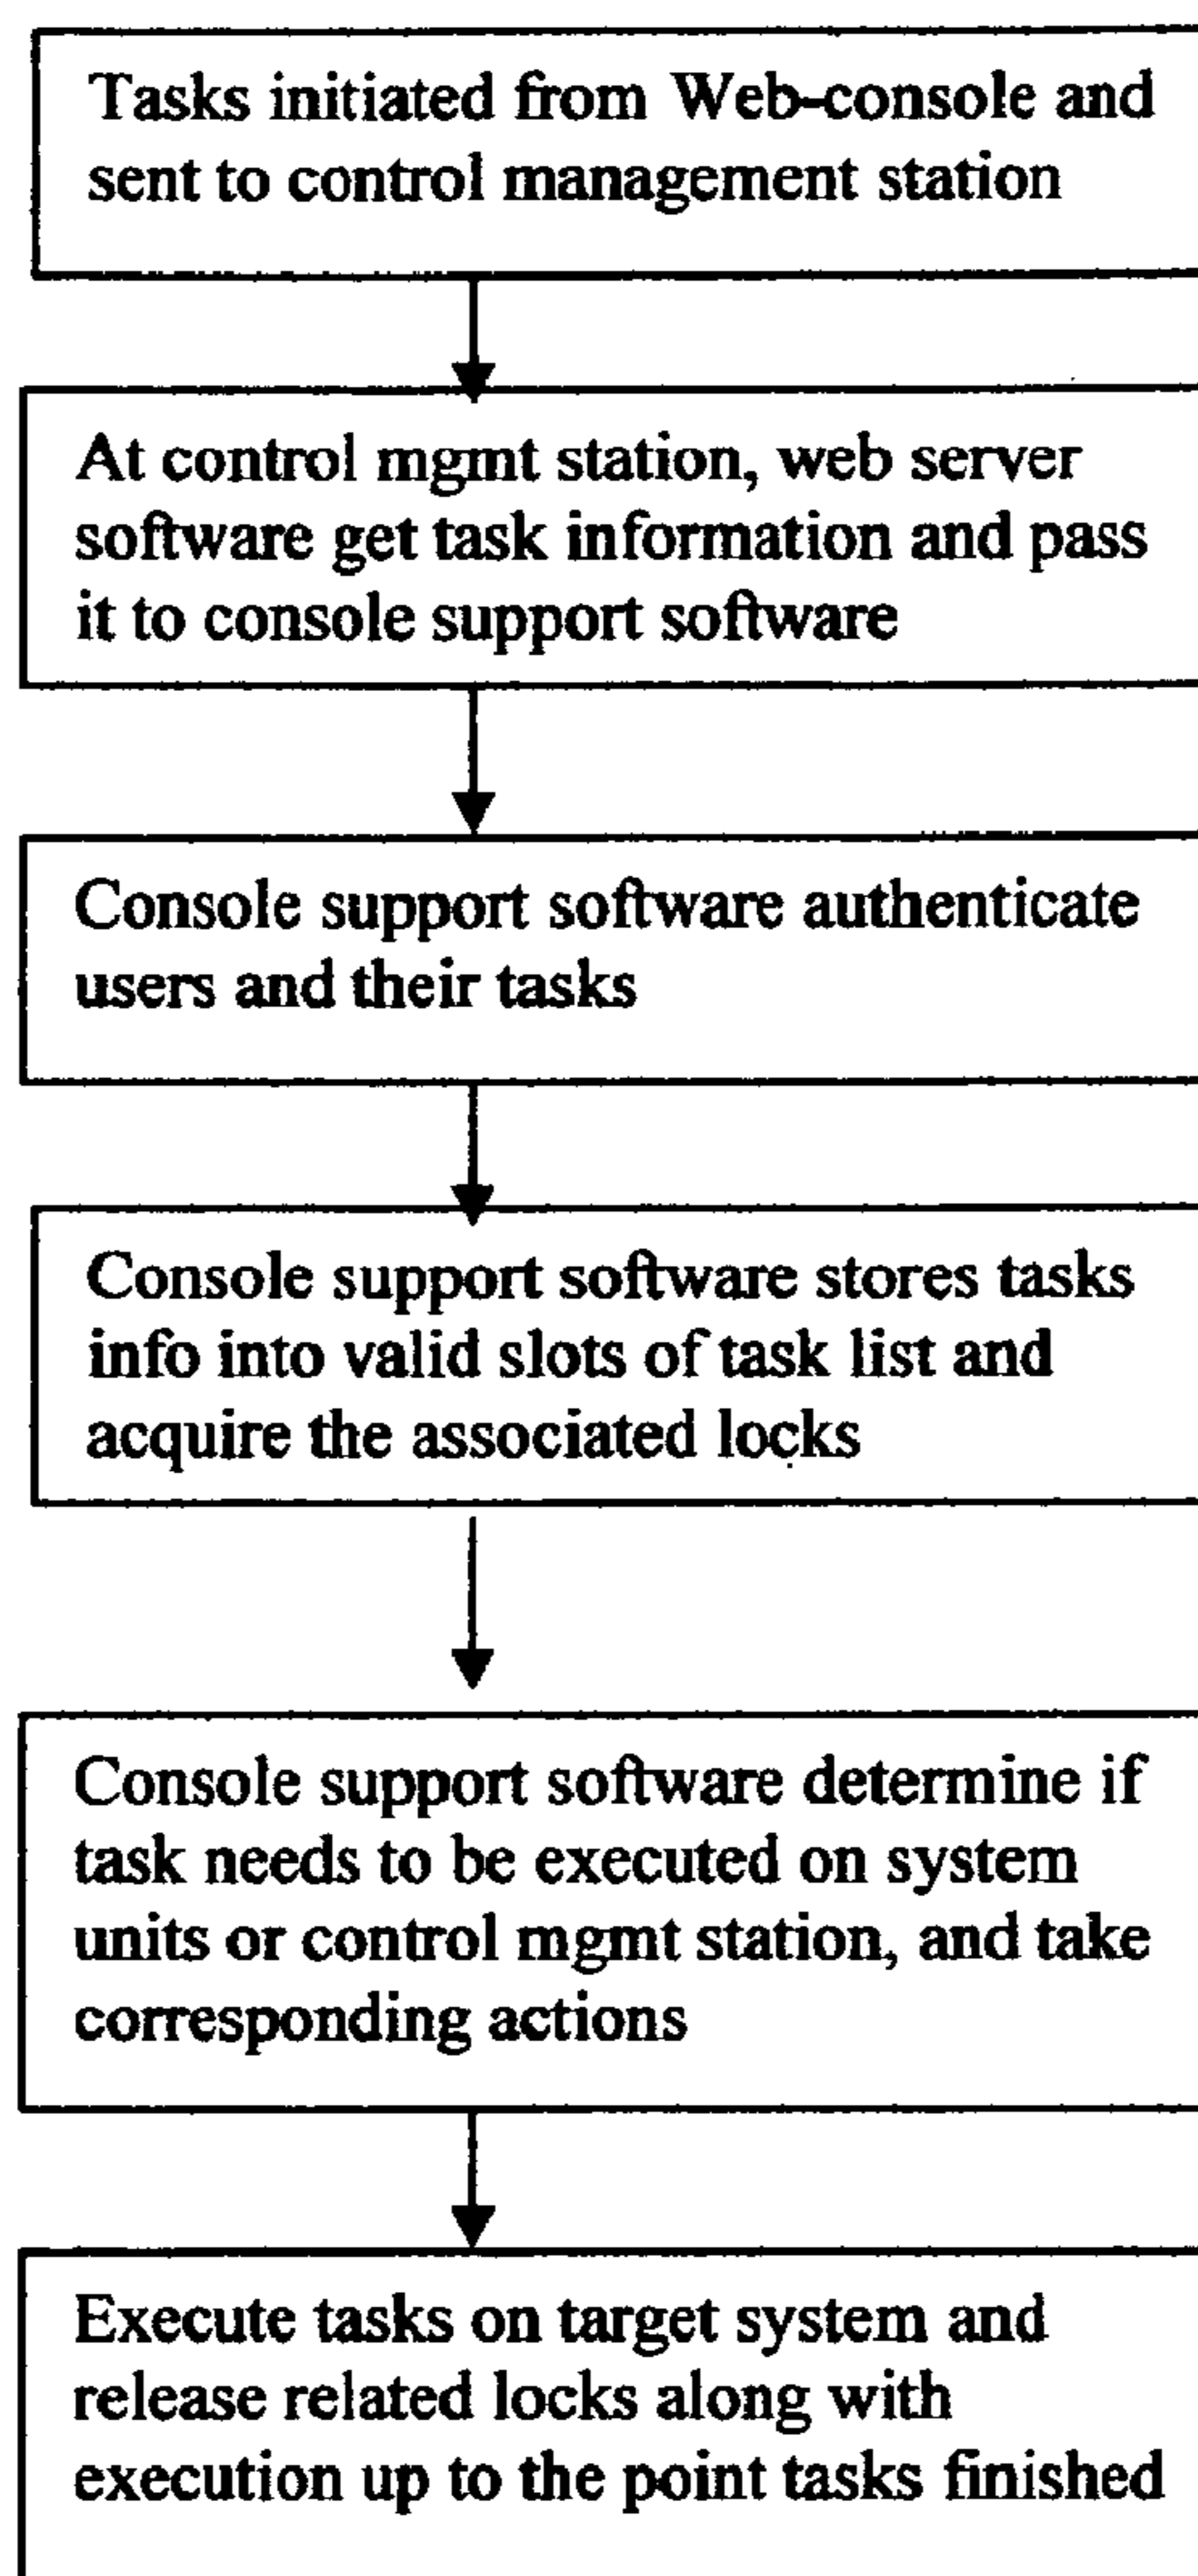 Tasks initiated from Web-console and
sent to control management station
At control mgmt station, web server
software get task information and pass
it to console support software
Console support software authenticate
users and their tasks
Console support software stores tasks
info into valid slots of task list and
acquire the associated locks
Console support software determine if
task needs to be executed on system
units or control mgmt station, and take
corresponding actions
Execute tasks on target system and
release related locks along with
execution up to the point tasks finished